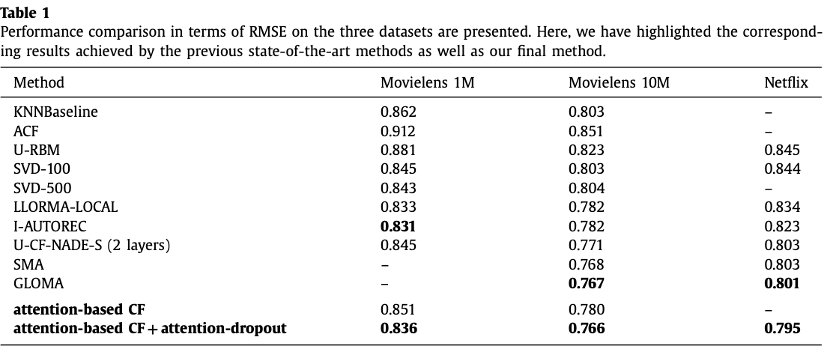 Table 1
Performance comparison in terms of RMSE on the three datasets are presented. Here, we have highlighted the correspond-
ing results achieved by the previous state-of-the-art methods as well as our final method.
Method Movielens 1M Movielens 10M Netflix
KNNBaseline 0.862 0.803 –
ACF 0.912 0.851 –
U-RBM 0.881 0.823 0.845
SVD-100 0.845 0.803 0.844
SVD-500 0.843 0.804 –
LLORMA-LOCAL 0.833 0.782 0.834
I-AUTOREC 0.831 0.782 0.823
U-CF-NADE-S (2 layers) 0.845 0.771 0.803
SMA – 0.768 0.803
GLOMA – 0.767 0.801
attention-based CF 0.851 0.780 –
attention-based CF + attention-dropout 0.836 0.766 0.795